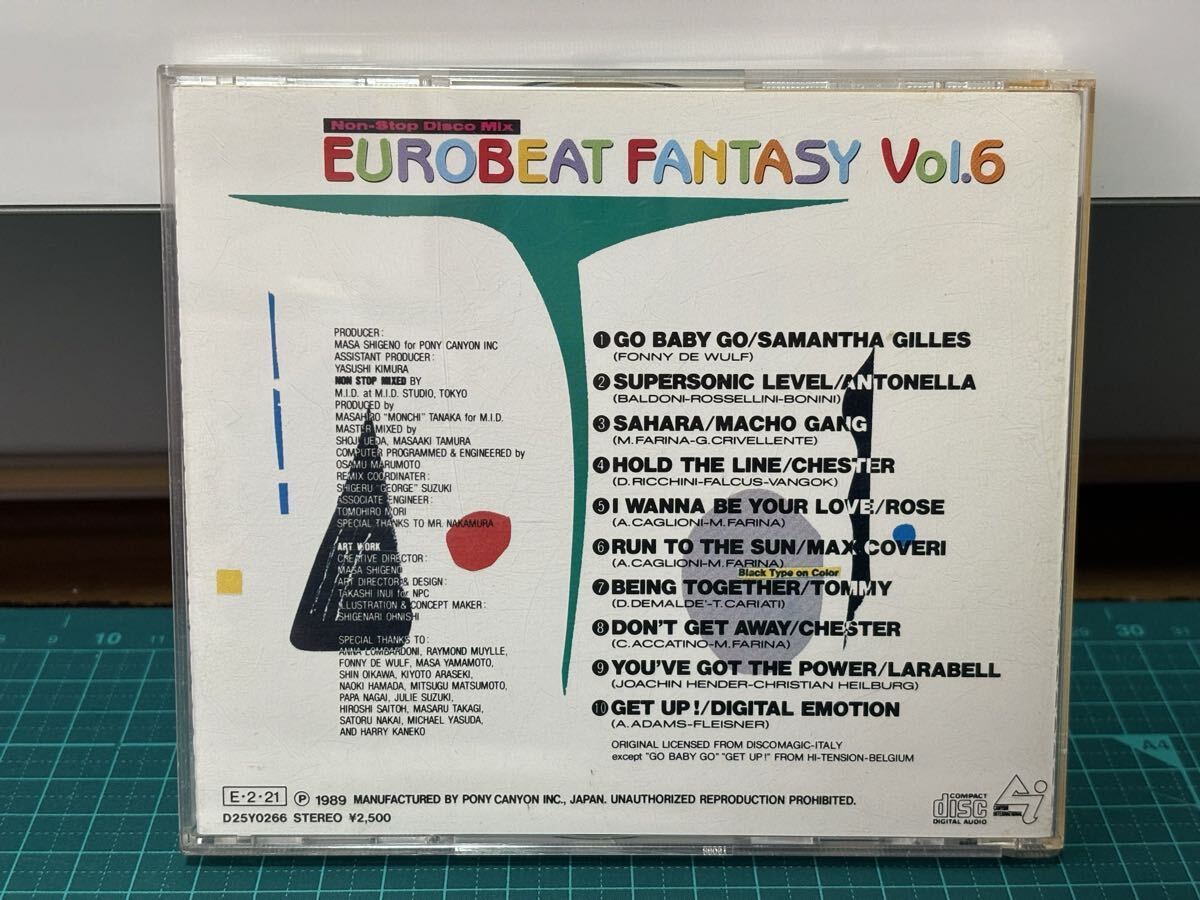 Non-Stop Disco Mix
EUROBEAT FANTASY Vol.6
PRODUCER:
MASA SHIGENO for PONY CANYON INC
ASSISTANT PRODUCER:
YASUSHI KIMURA
NON STOP MIXED BY
M.I.D. at M.I.D. STUDIO, TOKYO
PRODUCED by
MASAHIRO "MONCHI" TANAKA for M.I.D.
MASTER MIXED by
SHOJI UEDA, MASAAKI TAMURA
COMPUTER PROGRAMMED & ENGINEERED by
OSAMU MARUMOTO
REMIX COORDINATER:
SHIGERU "GEORGE" SUZUKI
ASSOCIATE ENGINEER:
TOMOHIRO MORI
SPECIAL THANKS TO MR. NAKAMURA
ART WORK
CREATIVE DIRECTOR:
MASA SHIGENO
ART DIRECTOR & DESIGN:
TAKASHI INUI for NPC
ILLUSTRATION & CONCEPT MAKER:
SHIGENARI OHNISHI
SPECIAL THANKS TO:
ANNA LOMBARDONI, RAYMOND MUYLLE,
FONNY DE WULF, MASA YAMAMOTO,
SHIN OIKAWA, KIYOTO ARASEKI,
NAOKI HAMADA, MITSUGU MATSUMOTO,
PAPA NAGAI, JULIE SUZUKI,
HIROSHI SAITOH, MASARU TAKAGI,
SATORU NAKAI, MICHAEL YASUDA,
AND HARRY KANEKO
❶ GO BABY GO/SAMANTHA GILLES
(FONNY DE WULF)
❷ SUPERSONIC LEVEL/ANTONELLA
(BALDONI-ROSSELLINI-BONINI)
❸ SAHARA/MACHO GANG
(M.FARINA-G.CRIVELLENTE)
❹ HOLD THE LINE/CHESTER
(D.RICCHINI-FALCUS-VANGOK)
❺ I WANNA BE YOUR LOVE/ROSE
(A.CAGLIONI-M.FARINA)
❻ RUN TO THE SUN/MAX COVERI
(A.CAGLIONI-M.FARINA)
Black Type on Color
❼ BEING TOGETHER/TOMMY
(D.DEMALDE'-T.CARIATI)
❽ DON'T GET AWAY/CHESTER
(C.ACCATINO-M.FARINA)
❾ YOU'VE GOT THE POWER/LARABELL
(JOACHIN HENDER-CHRISTIAN HEILBURG)
❿ GET UP!/DIGITAL EMOTION
(A.ADAMS-FLEISNER)
ORIGINAL LICENSED FROM DISCOMAGIC-ITALY
except "GO BABY GO" "GET UP!" FROM HI-TENSION-BELGIUM
E・2・21 Ⓟ 1989 MANUFACTURED BY PONY CANYON INC., JAPAN. UNAUTHORIZED REPRODUCTION PROHIBITED.
D25Y0266 STEREO ¥2,500
COMPACT
disc
DIGITAL AUDIO
CANYON
INTERNATIONAL
9 10 11
29 30 31
A4